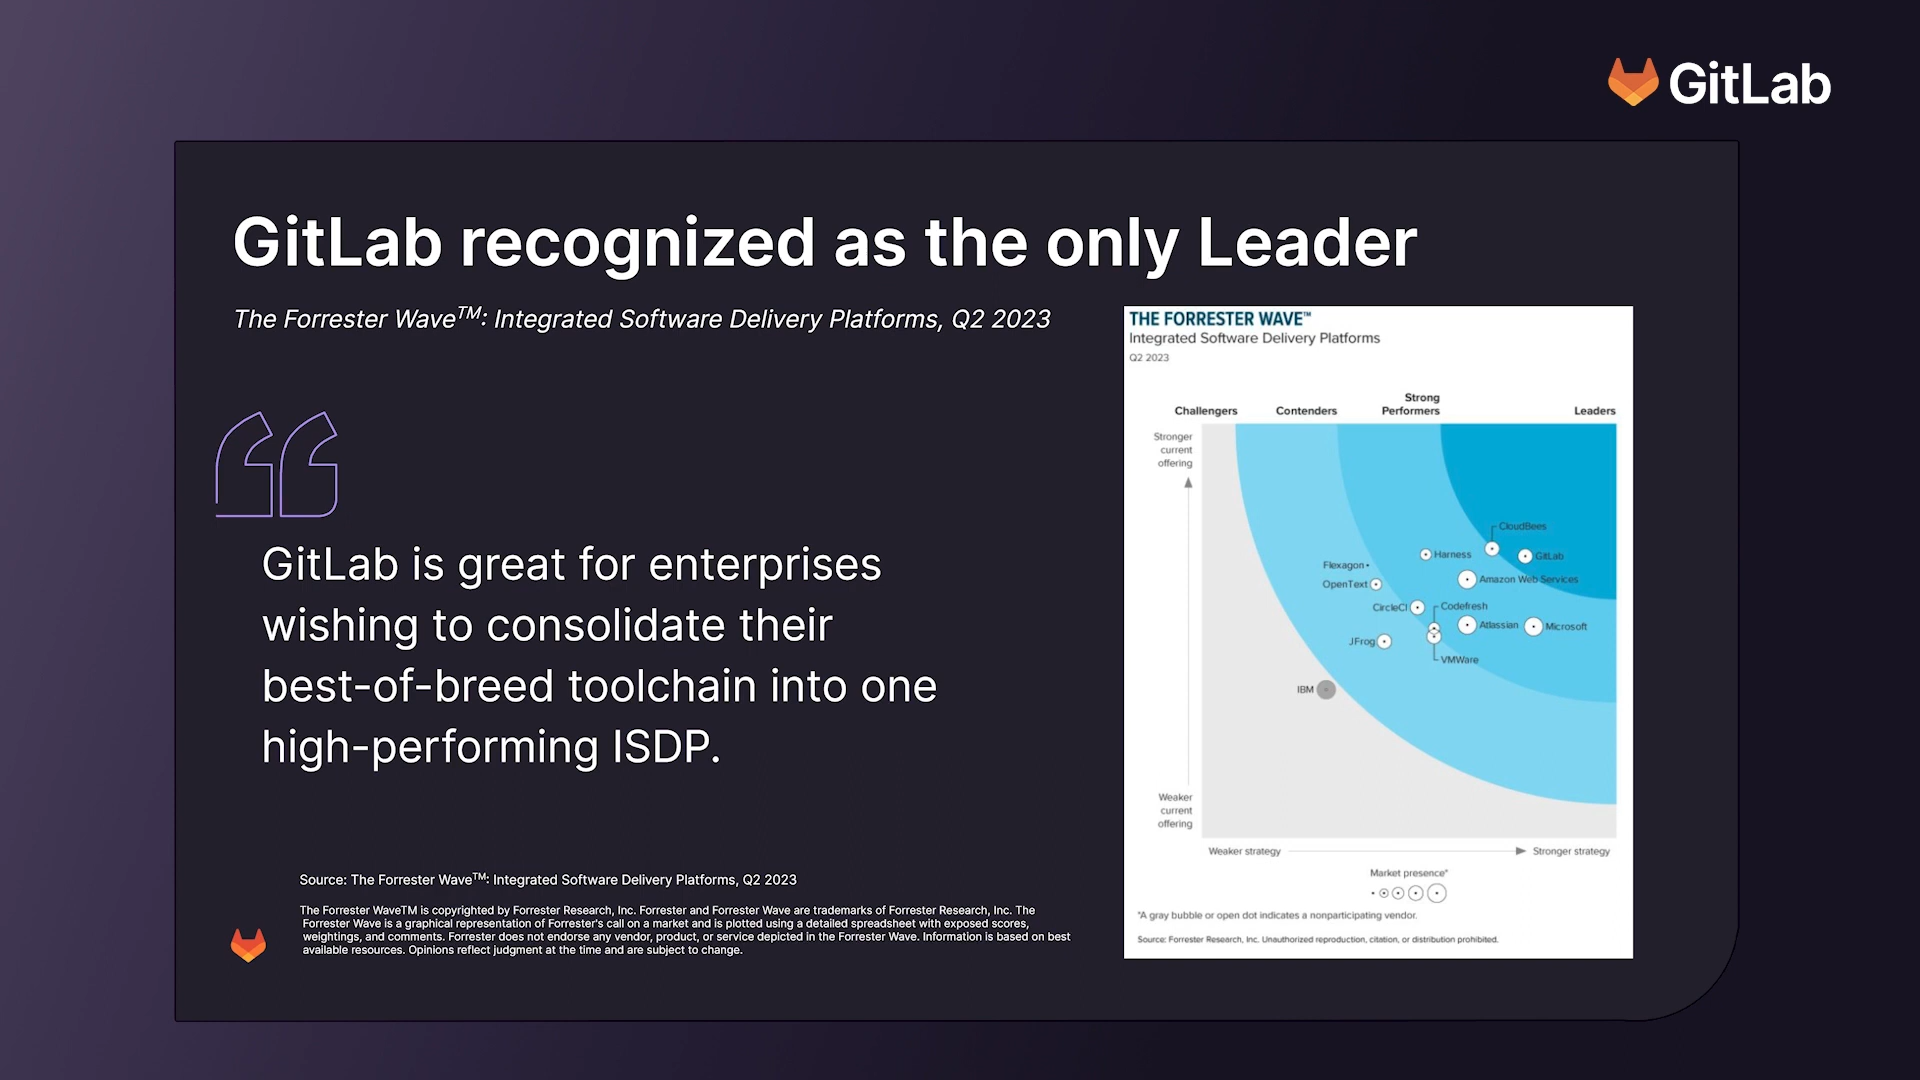 GitLab
GitLab recognized as the only Leader
The Forrester Wave™: Integrated Software Delivery Platforms, Q2 2023
GitLab is great for enterprises
wishing to consolidate their
best-of-breed toolchain into one
high-performing ISDP.
Source: The Forrester Wave™: Integrated Software Delivery Platforms, Q2 2023
The Forrester WaveTM is copyrighted by Forrester Research, Inc. Forrester and Forrester Wave are trademarks of Forrester Research, Inc. The
Forrester Wave is a graphical representation of Forrester's call on a market and is plotted using a detailed spreadsheet with exposed scores,
weightings, and comments. Forrester does not endorse any vendor, product, or service depicted in the Forrester Wave. Information is based on best
available resources. Opinions reflect judgment at the time and are subject to change.
THE FORRESTER WAVE™
Integrated Software Delivery Platforms
Q2 2023
Challengers
Contenders
Strong
Performers
Leaders
Stronger
current
offering
CloudBees
Harness
GitLab
Flexagon
Amazon Web Services
OpenText
CircleCI
Codefresh
Atlassian
Microsoft
JFrog
VMWare
IBM
Weaker
current
offering
Weaker strategy
Stronger strategy
Market presence*
*A gray bubble or open dot indicates a nonparticipating vendor.
Source: Forrester Research, Inc. Unauthorized reproduction, citation, or distribution prohibited.